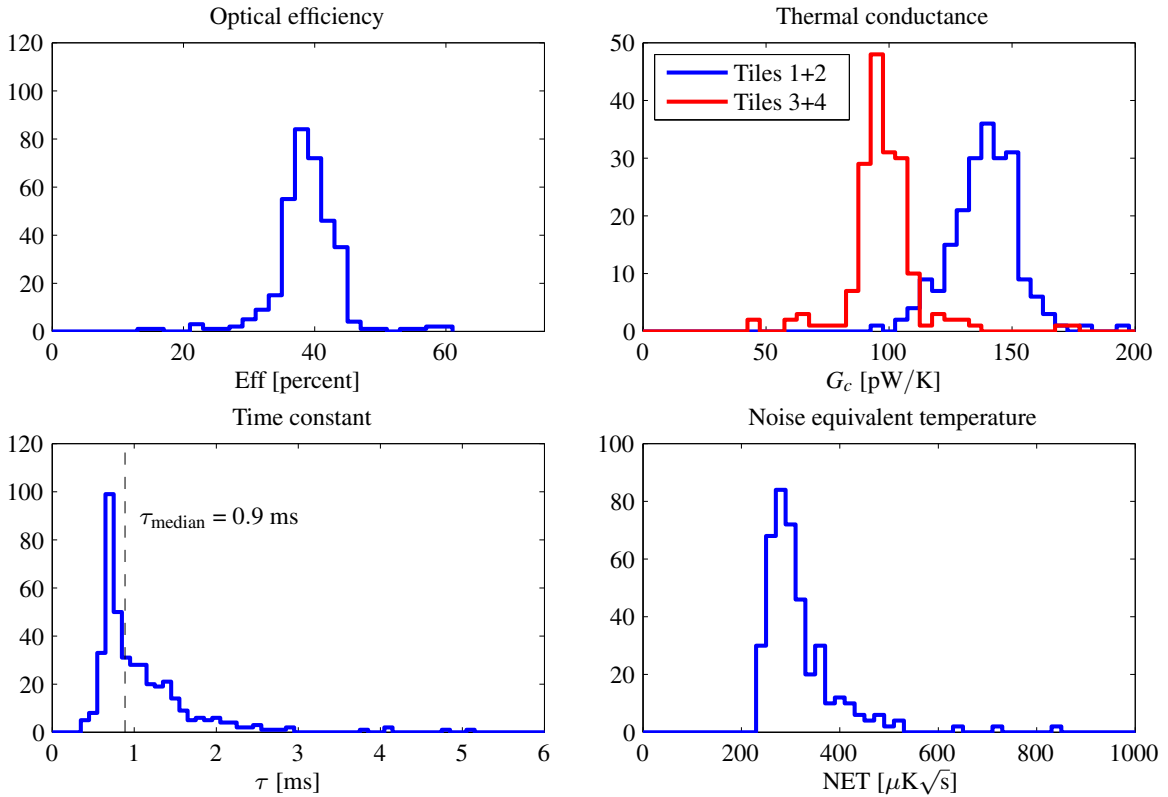 Optical efficiency
120
100
80
60
40
20
0
0 20 40 60
Eff [percent]
Thermal conductance
Tiles 1+2
Tiles 3+4
50
40
30
20
10
0
0 50 100 150 200
G_c [pW/K]
Time constant
τ_median = 0.9 ms
120
100
80
60
40
20
0
0 1 2 3 4 5 6
τ [ms]
Noise equivalent temperature
100
80
60
40
20
0
0 200 400 600 800 1000
NET [μK√s]